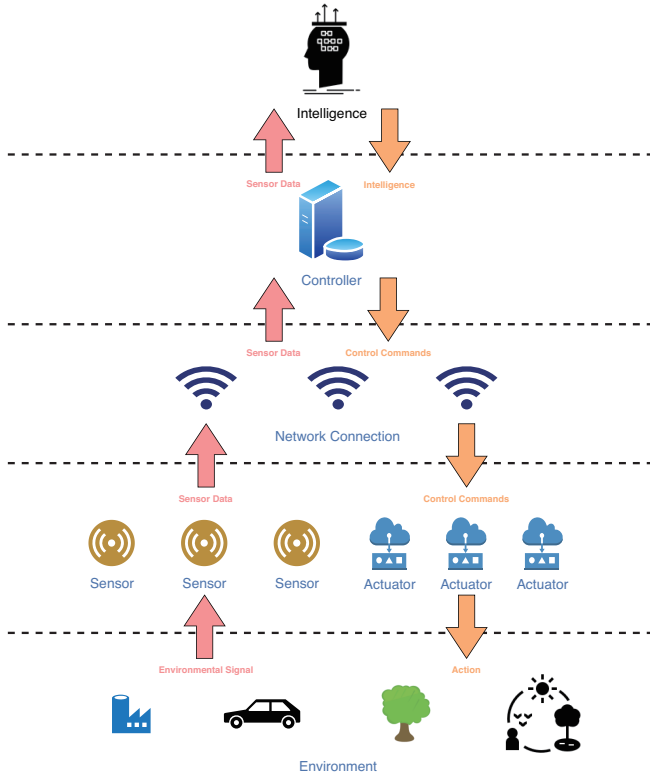 Intelligence
Sensor Data
Intelligence
Controller
Sensor Data
Control Commands
Network Connection
Sensor Data
Control Commands
Sensor
Sensor
Sensor
Actuator
Actuator
Actuator
Environmental Signal
Action
Environment